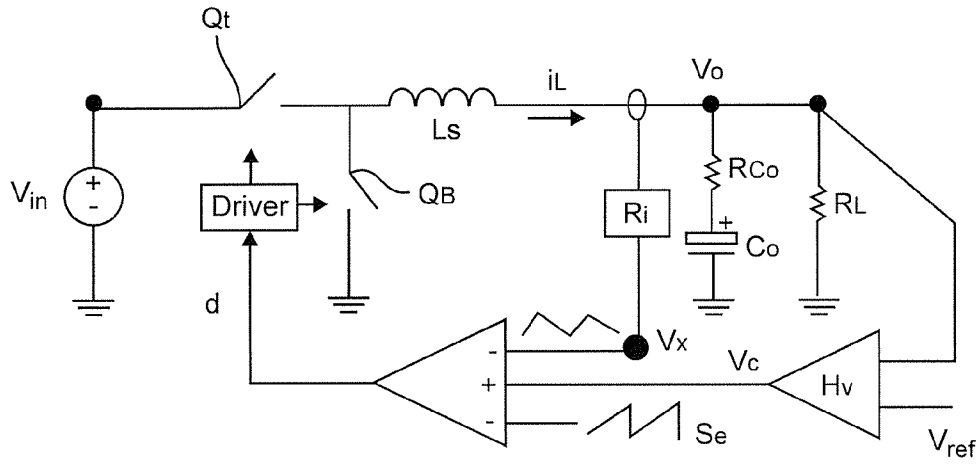 Qt
iL
Vo
Ls
Vin
+
-
Driver
QB
Ri
RCo
+
Co
RL
d
-
Vx
+
Vc
Hv
-
Se
Vref